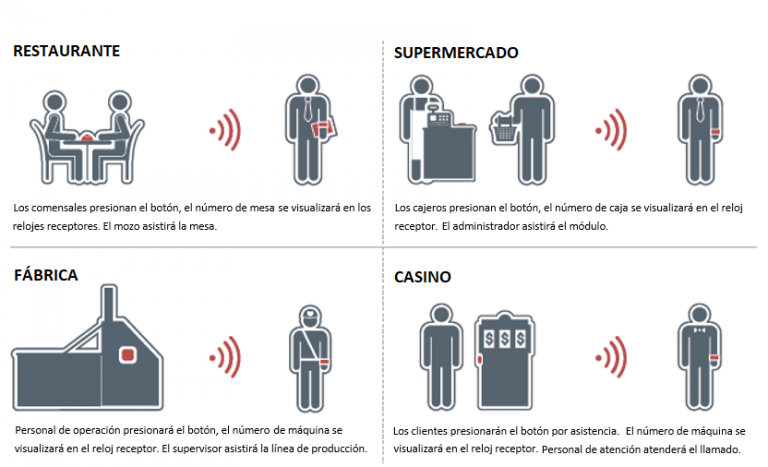 RESTAURANTE
Los comensales presionan el botón, el número de mesa se visualizará en los
relojes receptores. El mozo asistirá la mesa.
SUPERMERCADO
Los cajeros presionan el botón, el número de caja se visualizará en el reloj
receptor. El administrador asistirá el módulo.
FÁBRICA
Personal de operación presionará el botón, el número de máquina se
visualizará en el reloj receptor. El supervisor asistirá la línea de producción.
CASINO
$ $ $
Los clientes presionarán el botón por asistencia. El número de máquina se
visualizará en el reloj receptor. Personal de atención atenderá el llamado.